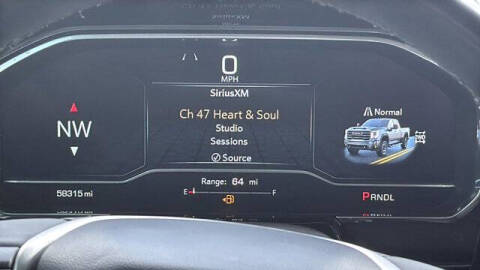 0
MPH
SiriusXM
Ch 47 Heart & Soul
Studio
Sessions
Source
NW
Normal
58315 mi
Range: 64 mi
E F
PRNDL